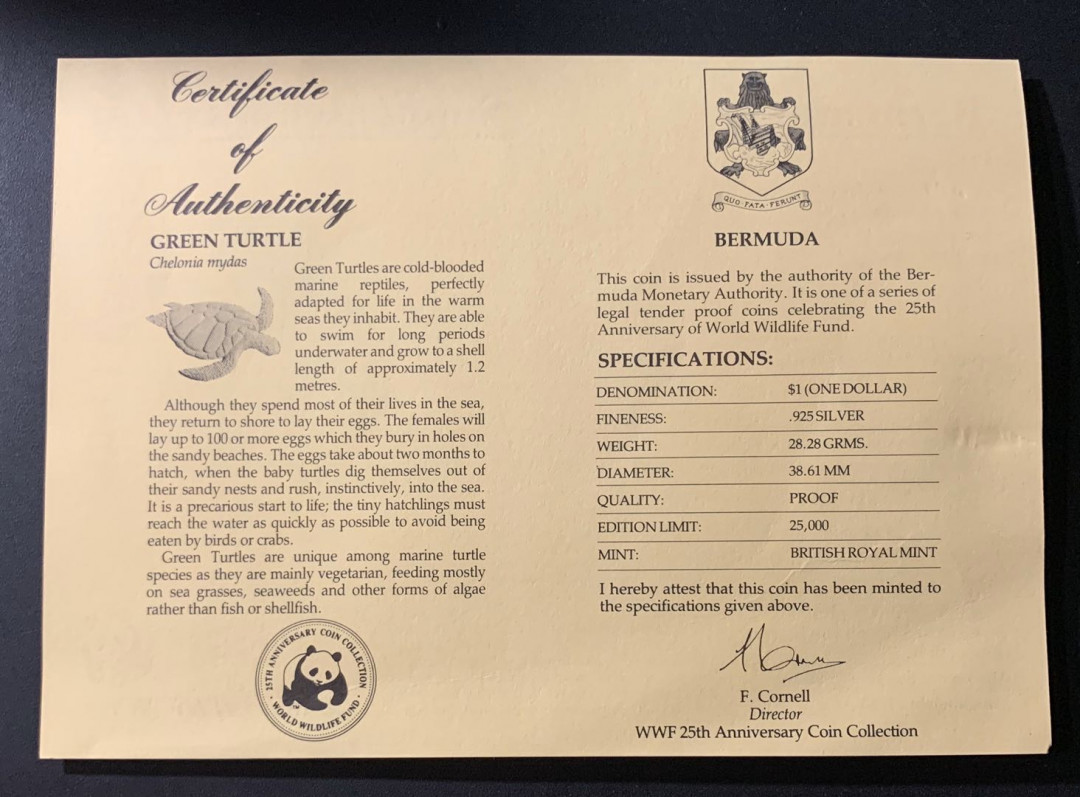 Certificate
of
Authenticity
GREEN TURTLE
Chelonia mydas
Green Turtles are cold-blooded
marine reptiles, perfectly
adapted for life in the warm
seas they inhabit. They are able
to swim for long periods
underwater and grow to a shell
length of approximately 1.2
metres.
Although they spend most of their lives in the sea,
they return to shore to lay their eggs. The females will
lay up to 100 or more eggs which they bury in holes on
the sandy beaches. The eggs take about two months to
hatch, when the baby turtles dig themselves out of
their sandy nests and rush, instinctively, into the sea.
It is a precarious start to life; the tiny hatchlings must
reach the water as quickly as possible to avoid being
eaten by birds or crabs.
Green Turtles are unique among marine turtle
species as they are mainly vegetarian, feeding mostly
on sea grasses, seaweeds and other forms of algae
rather than fish or shellfish.
25TH ANNIVERSARY COIN COLLECTION
· WORLD WILDLIFE FUND ·
QUO · FATA · FERUNT
BERMUDA
This coin is issued by the authority of the Ber-
muda Monetary Authority. It is one of a series of
legal tender proof coins celebrating the 25th
Anniversary of World Wildlife Fund.
SPECIFICATIONS:
DENOMINATION: $1 (ONE DOLLAR)
FINENESS: .925 SILVER
WEIGHT: 28.28 GRMS.
DIAMETER: 38.61 MM
QUALITY: PROOF
EDITION LIMIT: 25,000
MINT: BRITISH ROYAL MINT
I hereby attest that this coin has been minted to
the specifications given above.
F. Cornell
Director
WWF 25th Anniversary Coin Collection